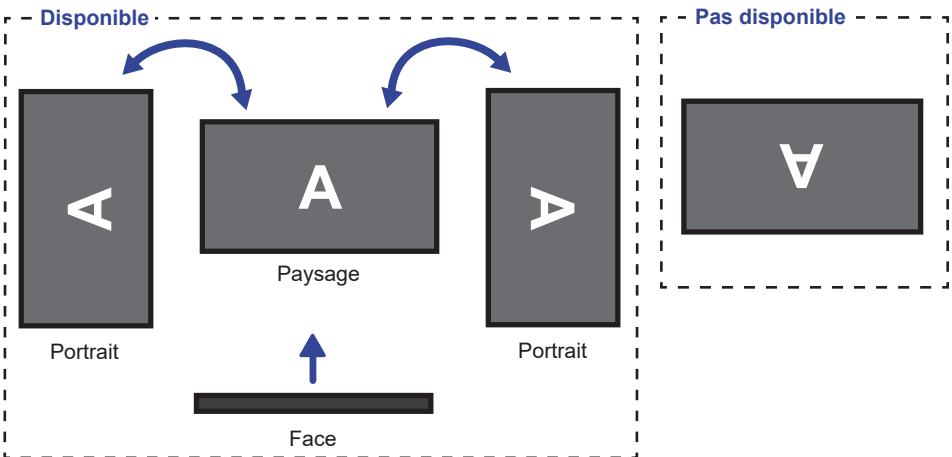 Disponible
Pas disponible
A
A
A
A
Paysage
Portrait
Portrait
Face